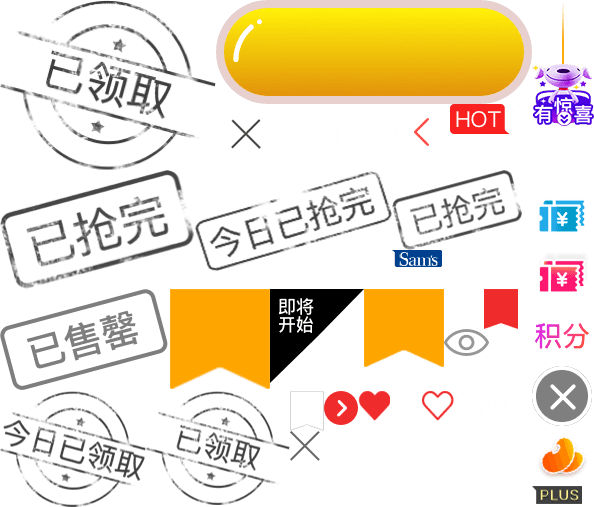 已领取
HOT
有惊喜
已抢完
今日已抢完
已抢完
¥
Sam's
¥
即将
开始
已售罄
积分
今日已领取
已领取
PLUS